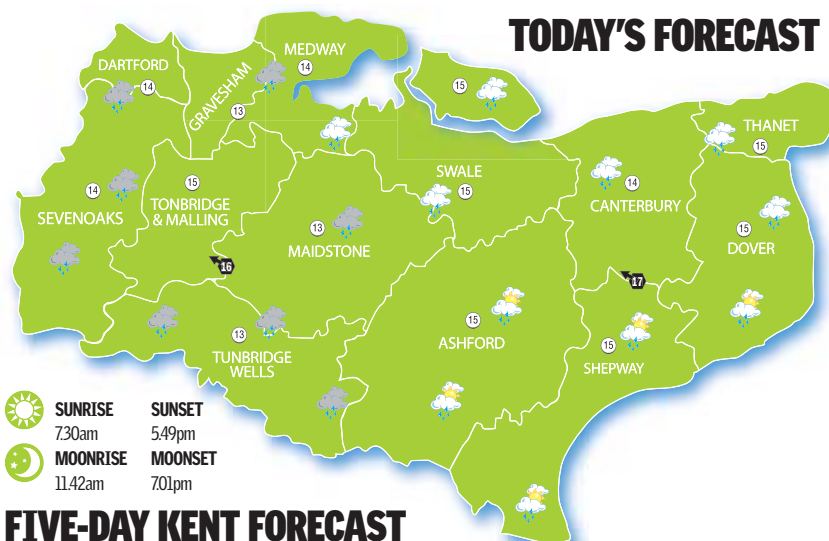 TODAY'S FORECAST
MEDWAY
14
DARTFORD
14
GRAVESHAM
13
15
THANET
15
SWALE
15
14
SEVENOAKS
15
TONBRIDGE
& MALLING
14
CANTERBURY
13
MAIDSTONE
15
DOVER
16
17
15
ASHFORD
13
TUNBRIDGE
WELLS
15
SHEPWAY
SUNRISE
7.30am
SUNSET
5.49pm
MOONRISE
11.42am
MOONSET
7.01pm
FIVE-DAY KENT FORECAST